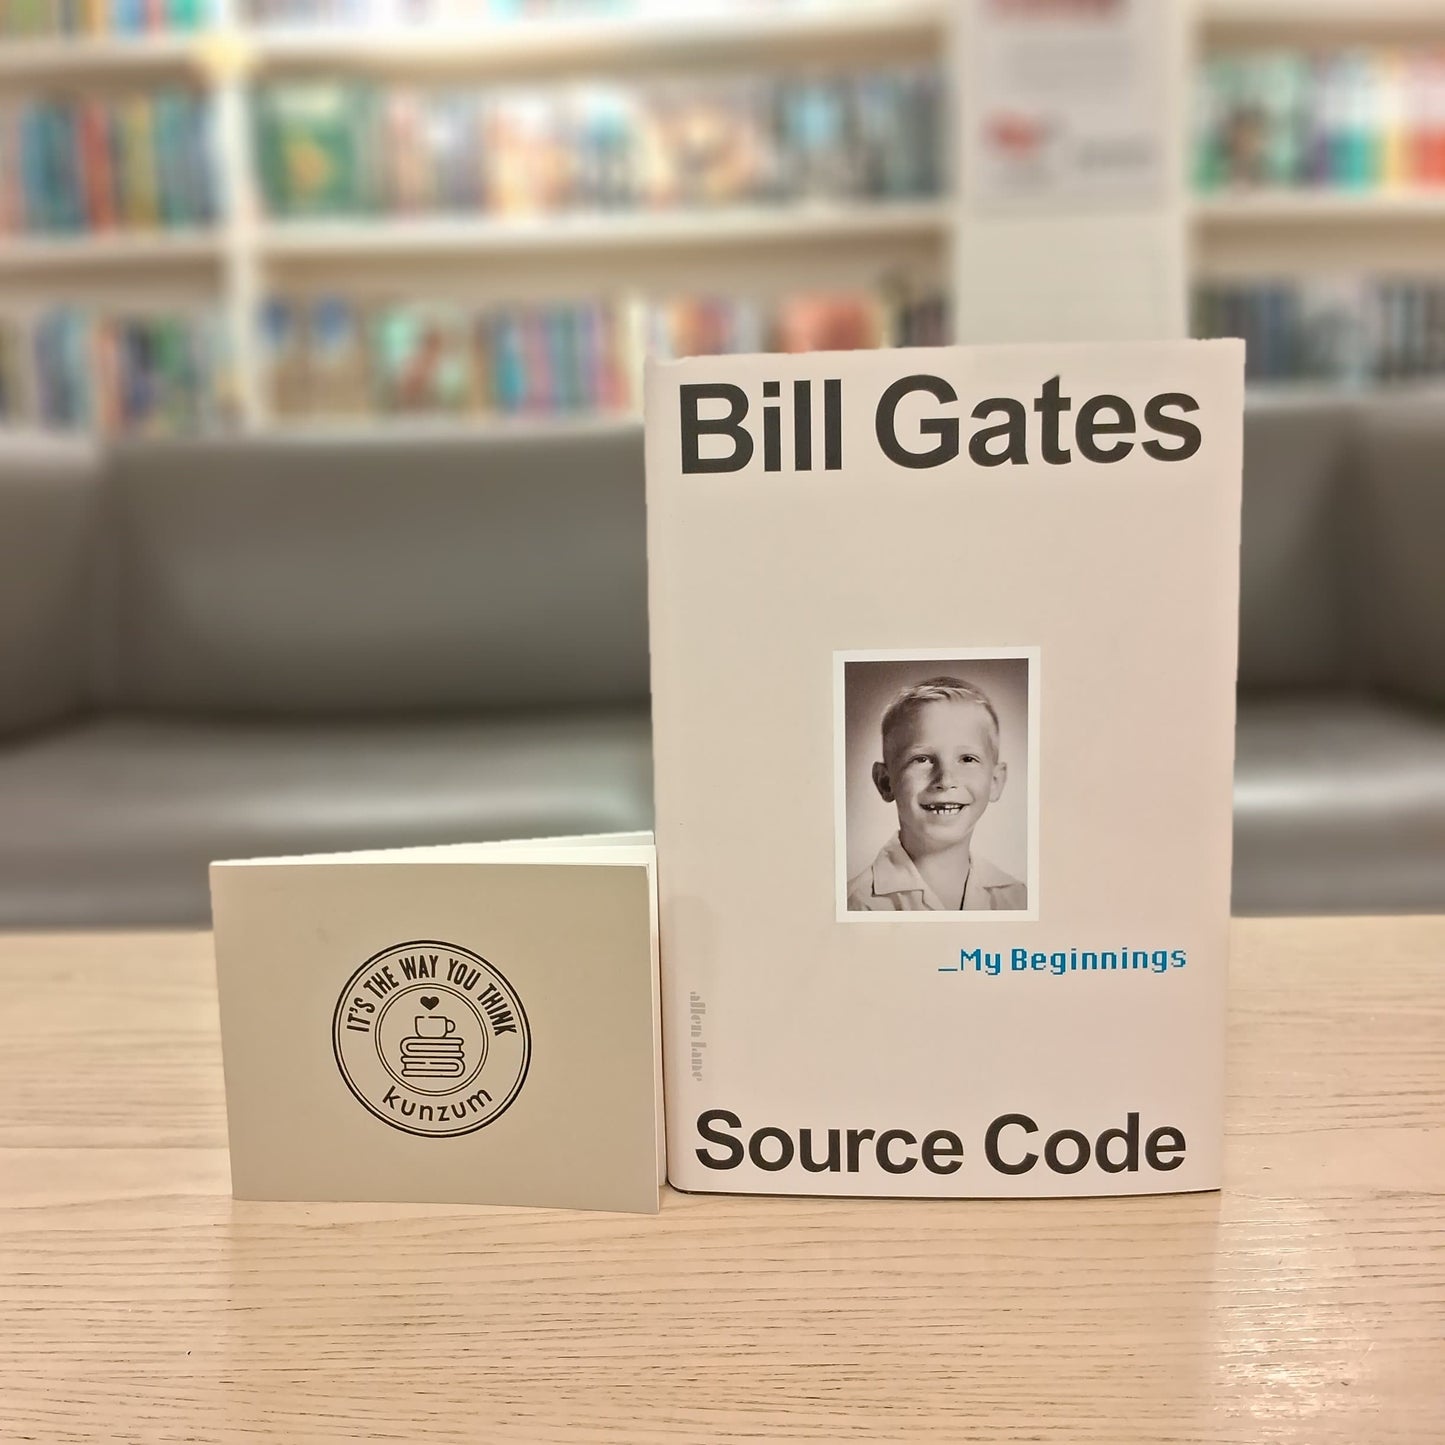 Bill Gates
_My Beginnings
allen lane
Source Code
IT'S THE WAY YOU THINK
kunzum